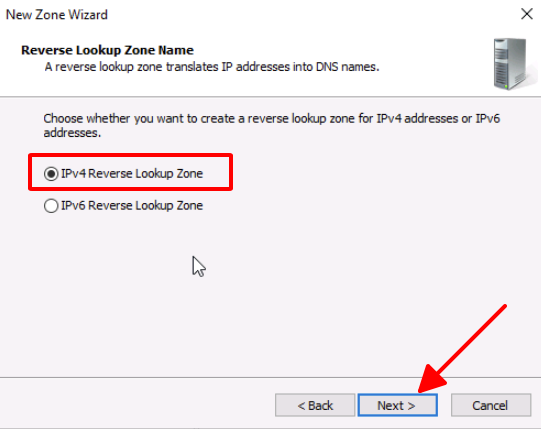 New Zone Wizard
Reverse Lookup Zone Name
A reverse lookup zone translates IP addresses into DNS names.
Choose whether you want to create a reverse lookup zone for IPv4 addresses or IPv6
addresses.
IPv4 Reverse Lookup Zone
IPv6 Reverse Lookup Zone
< Back
Next >
Cancel